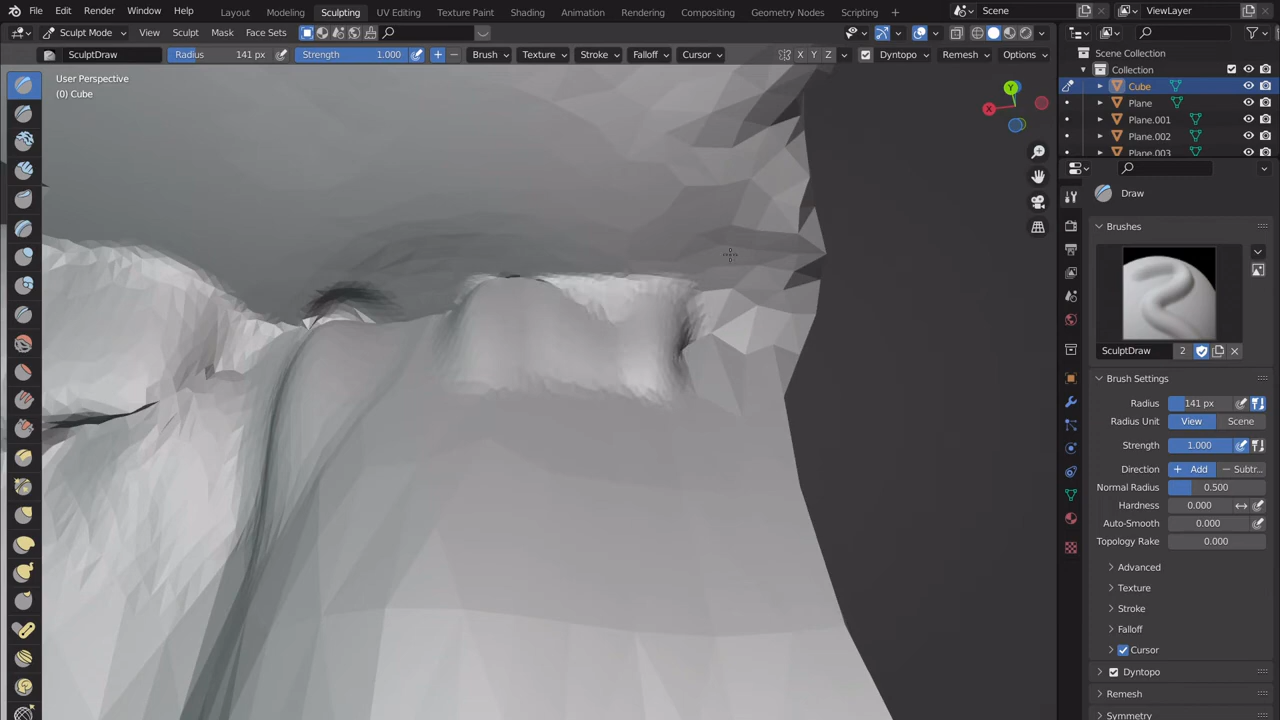 File Edit Render Window Help Layout Modeling Sculpting UV Editing Texture Paint Shading Animation Rendering Compositing Geometry Nodes Scripting + Scene ViewLayer
Sculpt Mode View Sculpt Mask Face Sets
SculptDraw Radius 141 px Strength 1.000 + − Brush Texture Stroke Falloff Cursor X Y Z Dyntopo Remesh Options
User Perspective
(0) Cube
Y
X
Scene Collection
Collection
Cube
Plane
Plane.001
Plane.002
Plane.003
Draw
Brushes
SculptDraw 2
Brush Settings
Radius 141 px
Radius Unit View Scene
Strength 1.000
Direction + Add − Subtr...
Normal Radius 0.500
Hardness 0.000
Auto-Smooth 0.000
Topology Rake 0.000
Advanced
Texture
Stroke
Falloff
Cursor
Dyntopo
Remesh
Symmetry